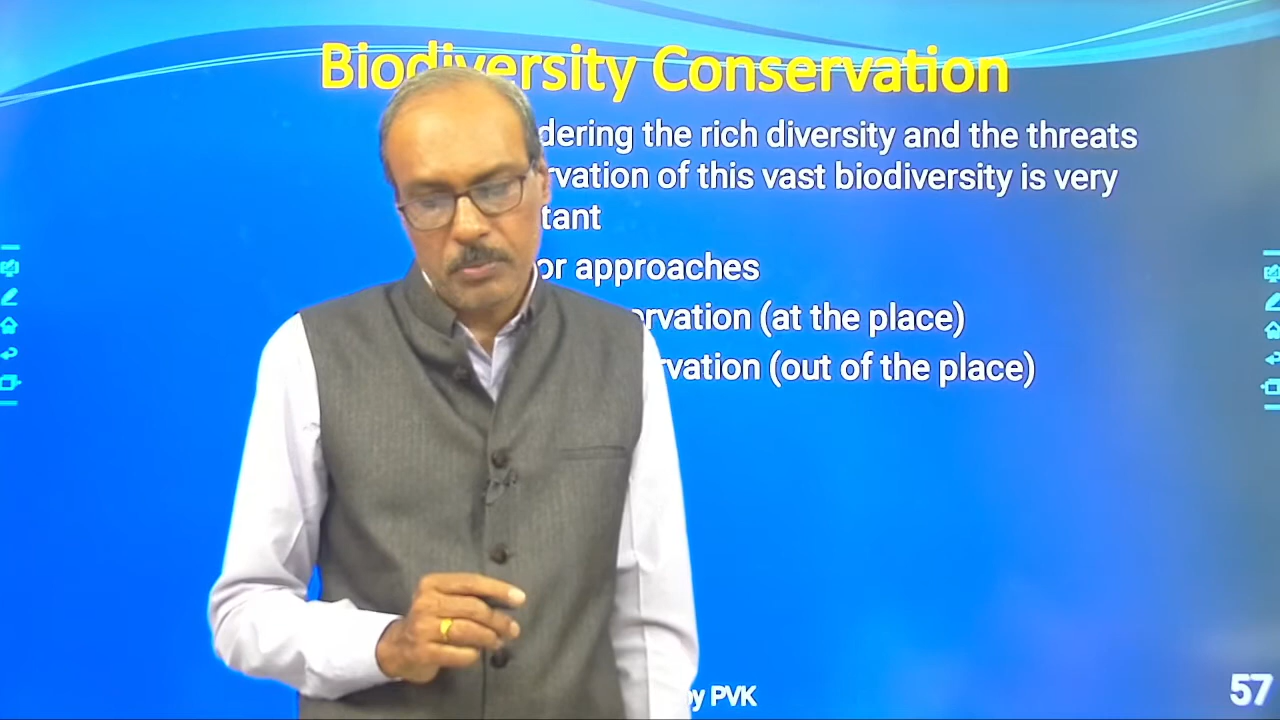 Biodiversity Conservation
dering the rich diversity and the threats
rvation of this vast biodiversity is very
tant
or approaches
rvation (at the place)
rvation (out of the place)
by PVK
57